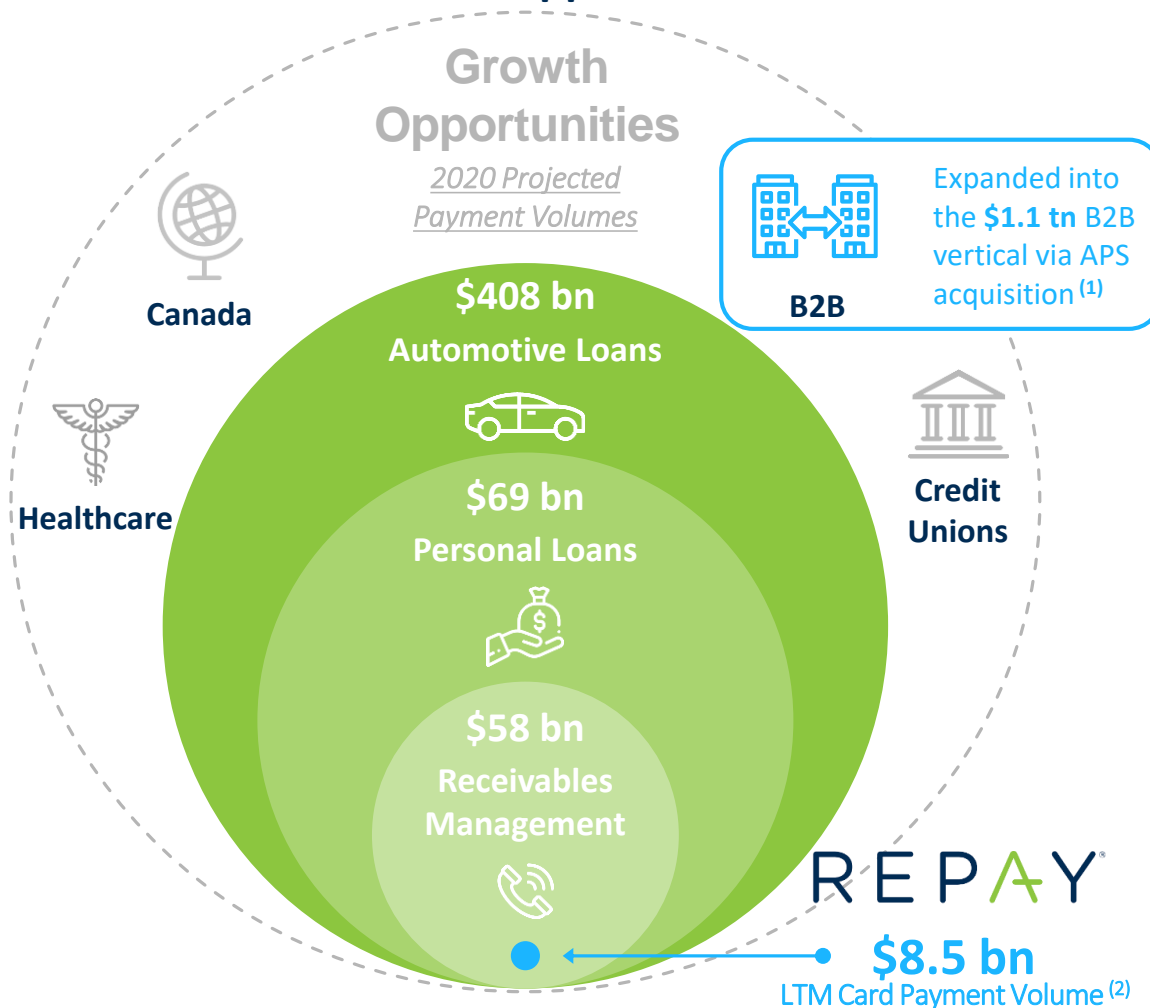 Growth
Opportunities
2020 Projected
Payment Volumes
Canada
Healthcare
B2B
Expanded into
the $1.1 tn B2B
vertical via APS
acquisition (1)
Credit
Unions
$408 bn
Automotive Loans
$69 bn
Personal Loans
$
$58 bn
Receivables
Management
REPAY®
$8.5 bn
LTM Card Payment Volume (2)